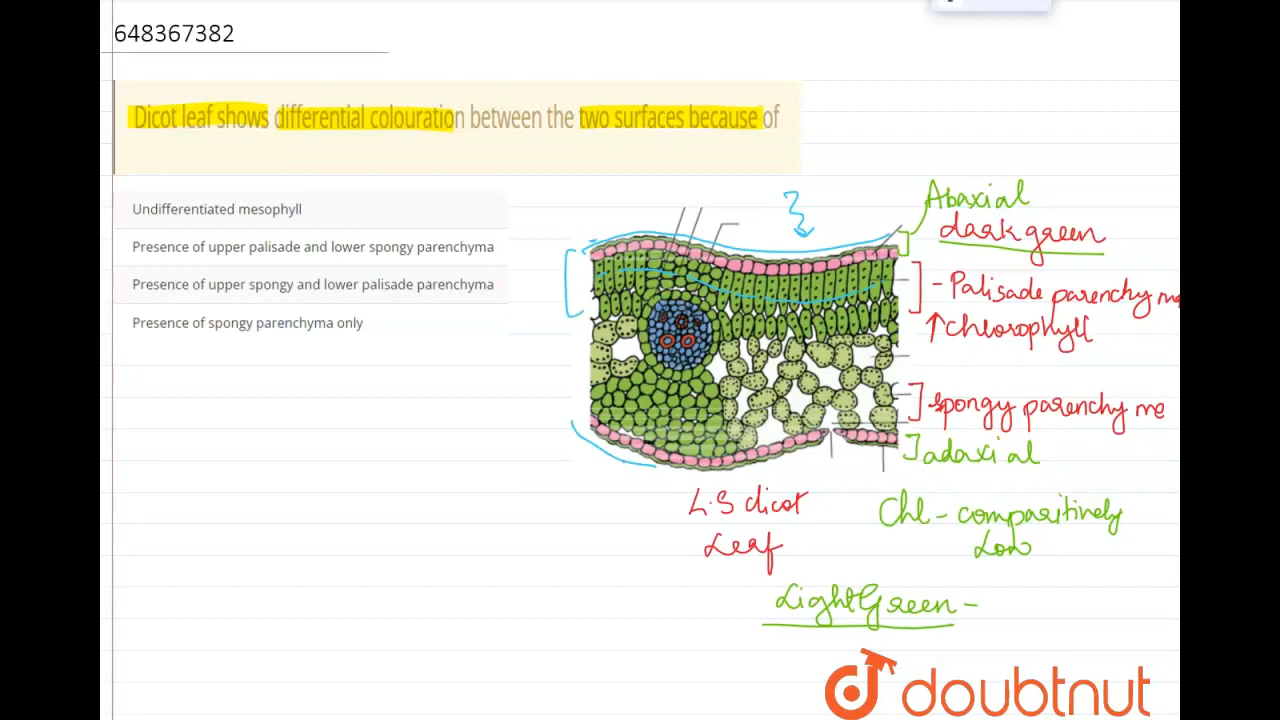 648367382
Dicot leaf shows differential colouration between the two surfaces because of
Undifferentiated mesophyll
Presence of upper palisade and lower spongy parenchyma
Presence of upper spongy and lower palisade parenchyma
Presence of spongy parenchyma only
Abaxial
dark green
- Palisade parenchyma
↑ Chlorophyll
spongy parenchyme
adaxial
L.S dicot
Leaf
Chl - comparitively
Low
Light Green -
doubtnut